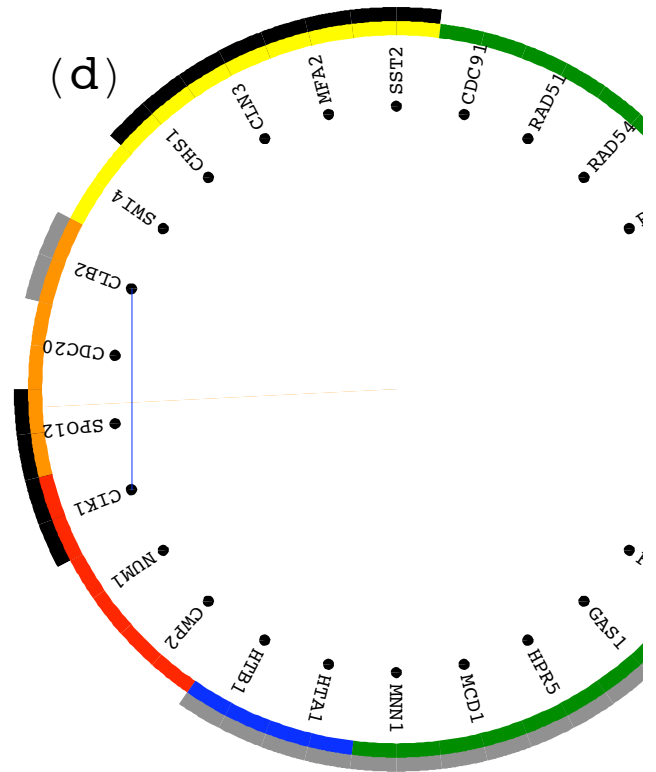 (d)
SST2
CDC91
RAD51
RAD54
GAS1
HPR5
MCD1
MNN1
HTA1
HTB1
CWP2
NUM1
CIK1
SPO12
CDC20
CLB2
SWI4
CHS1
CLN3
MFA2